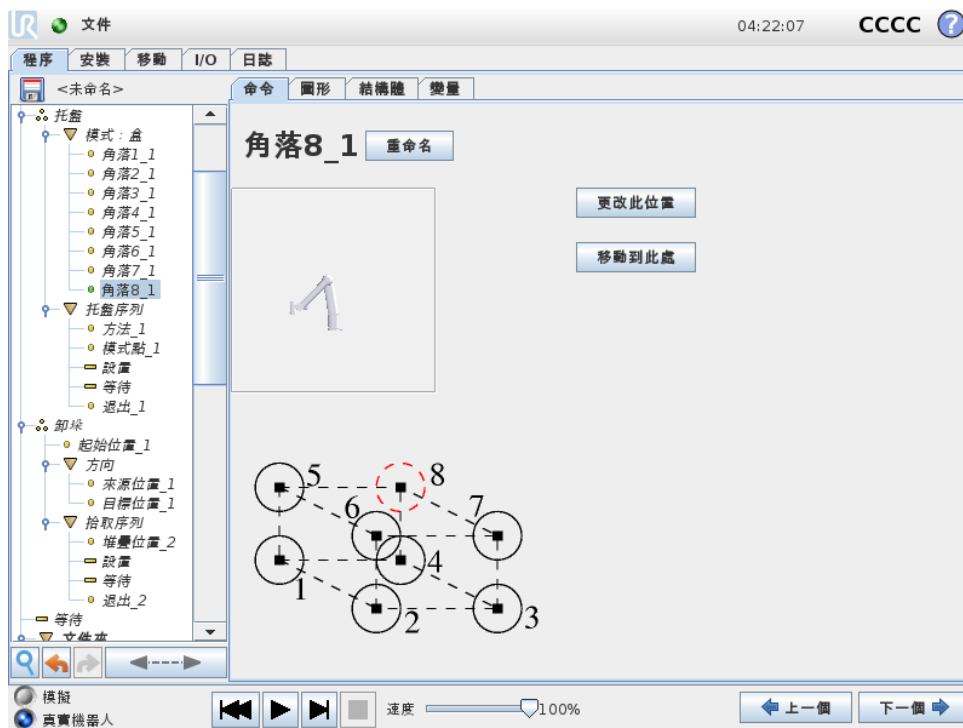 UR 文件 04:22:07 CCCC ?
程序 安裝 移動 I/O 日誌
<未命名> 命令 圖形 結構體 變量
托盤
模式：盒
角落1_1
角落2_1
角落3_1
角落4_1
角落5_1
角落6_1
角落7_1
角落8_1
托盤序列
方法_1
模式點_1
設置
等待
退出_1
卸垛
起始位置_1
方向
來源位置_1
目標位置_1
拾取序列
堆疊位置_2
設置
等待
退出_2
等待
文件夾
角落8_1 重命名
更改此位置
移動到此處
5 8
6 7
1 4
2 3
模擬
真實機器人
速度 100% 上一個 下一個